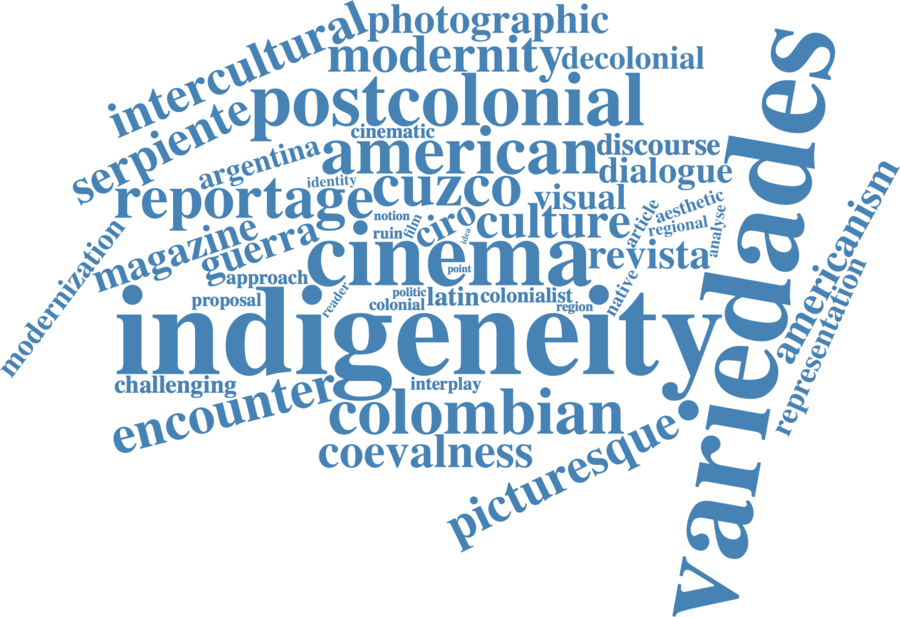 photographic
intercultural
modernity
decolonial
postcolonial
serpiente
cinematic
american
discourse
dialogue
argentina
identity
reportage
cuzco
visual
variedades
notion
film
ciro
idea
culture
article
aesthetic
regional
analyse
ruin
guerra
magazine
modernization
cinema
revista
americanism
approach
point
proposal
reader
politic
colonial
latin
colonialist
region
native
representation
indigeneity
challenging
interplay
encounter
colombian
coevalness
picturesque